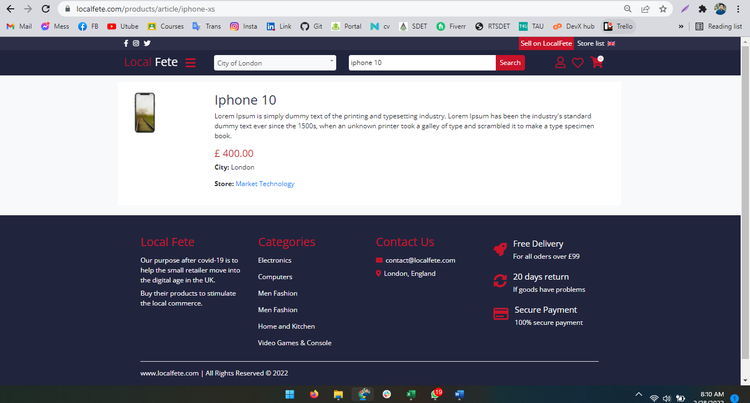 localfete.com/products/article/iphone-xs
Mail
Mess
FB
Utube
Courses
Trans
Insta
Link
Git
Portal
cv
SDET
Fiverr
RTSDET
TAU
DevX hub
Trello
»
Reading list
Sell on LocalFete
Store list
Local Fete
City of London
iphone 10
Search
Iphone 10
Lorem Ipsum is simply dummy text of the printing and typesetting industry. Lorem Ipsum has been the industry's standard
dummy text ever since the 1500s, when an unknown printer took a galley of type and scrambled it to make a type specimen
book.
£ 400.00
City: London
Store: Market Technology
Local Fete
Our purpose after covid-19 is to
help the small retailer move into
the digital age in the UK.
Buy their products to stimulate
the local commerce.
Categories
Electronics
Computers
Men Fashion
Men Fashion
Home and Kitchen
Video Games & Console
Contact Us
contact@localfete.com
London, England
Free Delivery
For all oders over £99
20 days return
If goods have problems
Secure Payment
100% secure payment
www.localfete.com | All Rights Reserved © 2022
19
8:10 AM